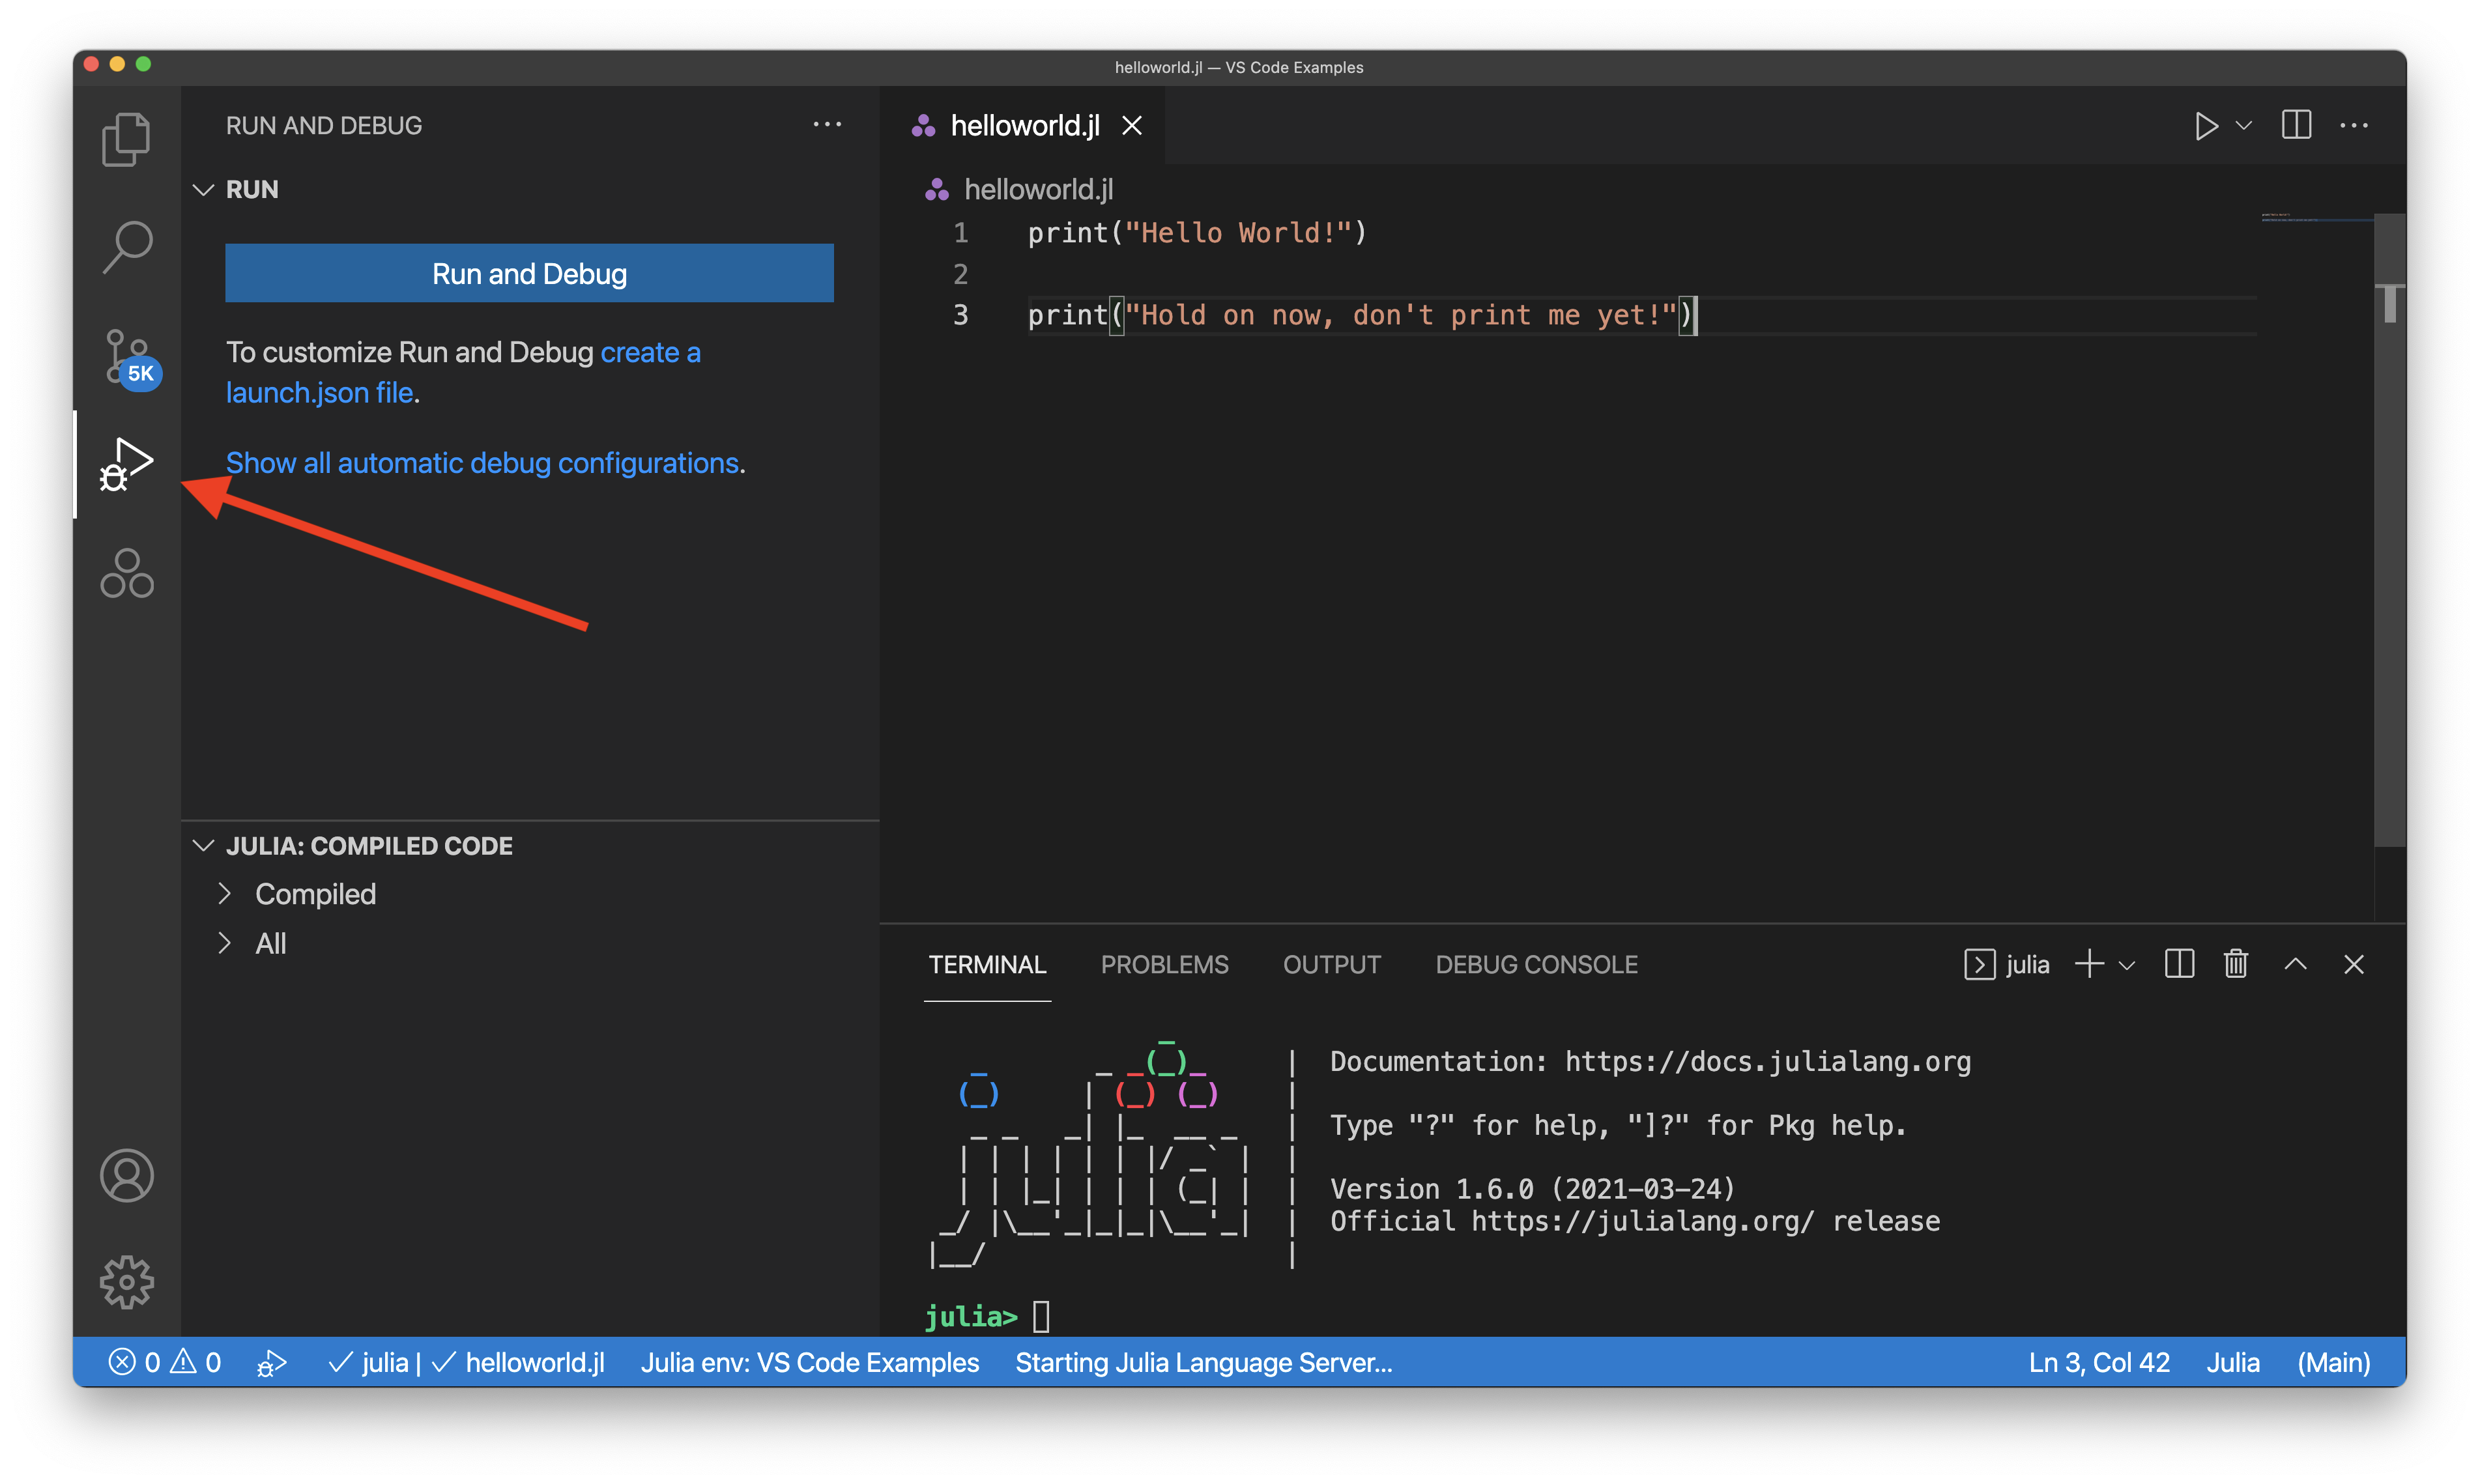 helloworld.jl — VS Code Examples
RUN AND DEBUG
RUN
Run and Debug
To customize Run and Debug create a
launch.json file.
Show all automatic debug configurations.
5K
JULIA: COMPILED CODE
Compiled
All
helloworld.jl
helloworld.jl
1 print("Hello World!")
2
3 print("Hold on now, don't print me yet!")
TERMINAL PROBLEMS OUTPUT DEBUG CONSOLE julia
Documentation: https://docs.julialang.org
Type "?" for help, "]?" for Pkg help.
Version 1.6.0 (2021-03-24)
Official https://julialang.org/ release
julia>
0 0 julia | helloworld.jl Julia env: VS Code Examples Starting Julia Language Server... Ln 3, Col 42 Julia (Main)